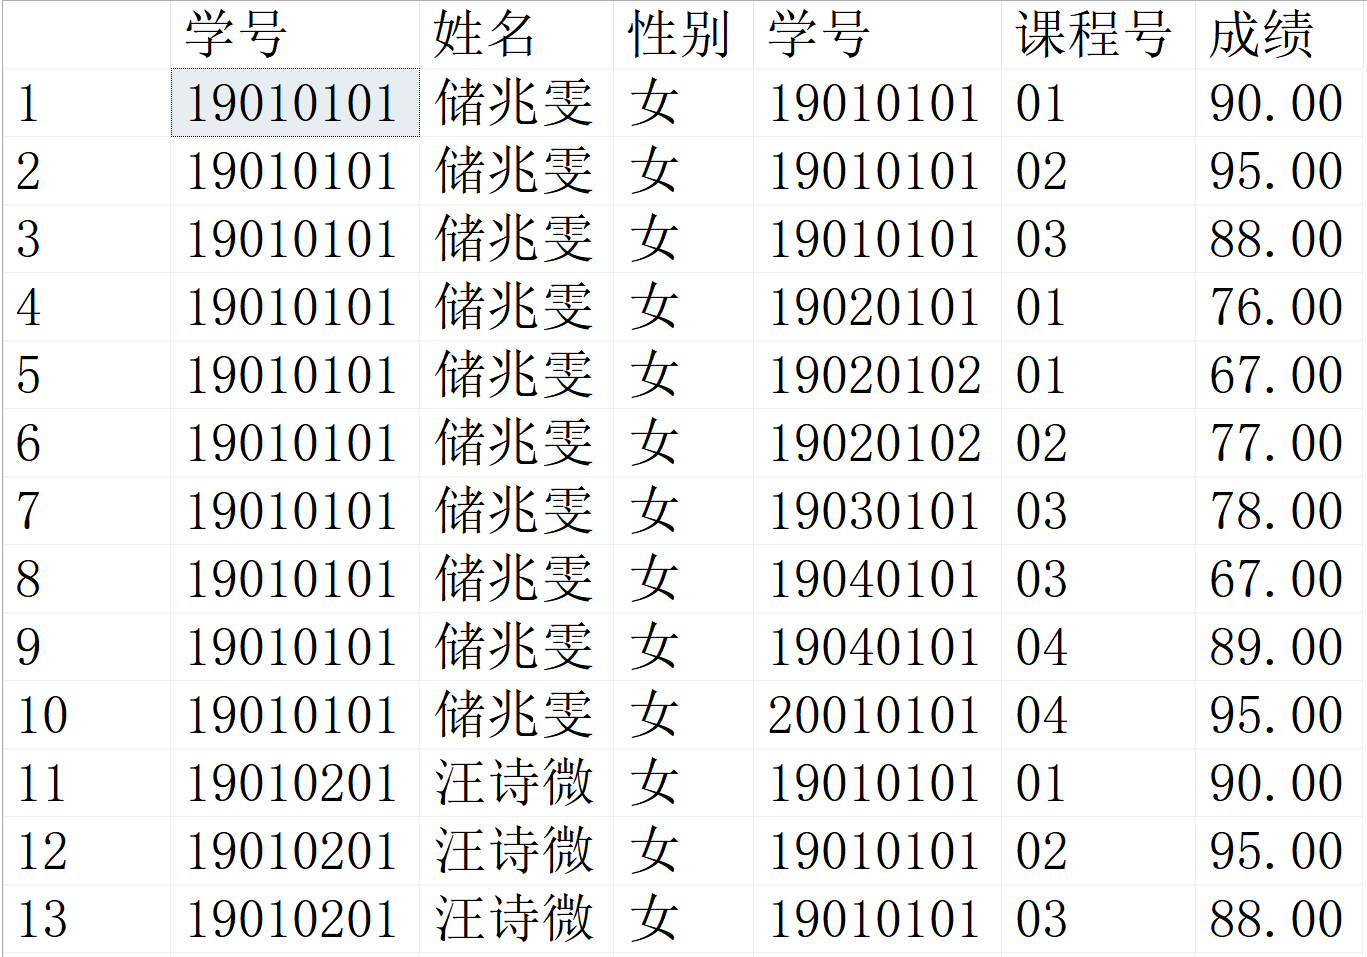 学号 姓名 性别 学号 课程号 成绩
1 19010101 储兆雯 女 19010101 01 90.00
2 19010101 储兆雯 女 19010101 02 95.00
3 19010101 储兆雯 女 19010101 03 88.00
4 19010101 储兆雯 女 19020101 01 76.00
5 19010101 储兆雯 女 19020102 01 67.00
6 19010101 储兆雯 女 19020102 02 77.00
7 19010101 储兆雯 女 19030101 03 78.00
8 19010101 储兆雯 女 19040101 03 67.00
9 19010101 储兆雯 女 19040101 04 89.00
10 19010101 储兆雯 女 20010101 04 95.00
11 19010201 汪诗微 女 19010101 01 90.00
12 19010201 汪诗微 女 19010101 02 95.00
13 19010201 汪诗微 女 19010101 03 88.00